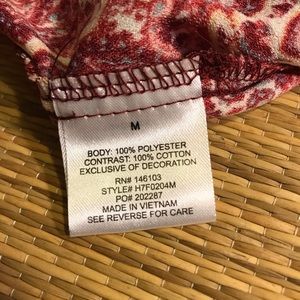 M
BODY: 100% POLYESTER
CONTRAST: 100% COTTON
EXCLUSIVE OF DECORATION
RN# 146103
STYLE# H7F0204M
PO# 202287
MADE IN VIETNAM
SEE REVERSE FOR CARE